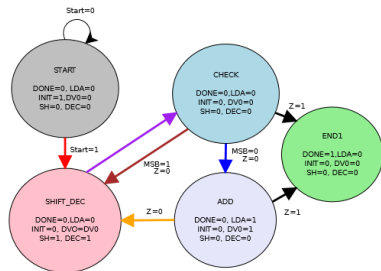 Start=0
START
DONE=0, LDA=0
INIT=1,DV0=0
SH=0, DEC=0
CHECK
DONE=0,LDA=0
INIT=0, DV0=0
SH=0, DEC=0
Z=1
END1
DONE=1,LDA=0
INIT=0, DV0=0
SH=0, DEC=0
Start=1
MSB=1
Z=0
MSB=0
Z=0
SHIFT_DEC
DONE=0,LDA=0
INIT=0, DVO=DV0
SH=1, DEC=1
Z=0
ADD
DONE=0, LDA=1
INIT=0, DV0=1
SH=0, DEC=0
Z=1